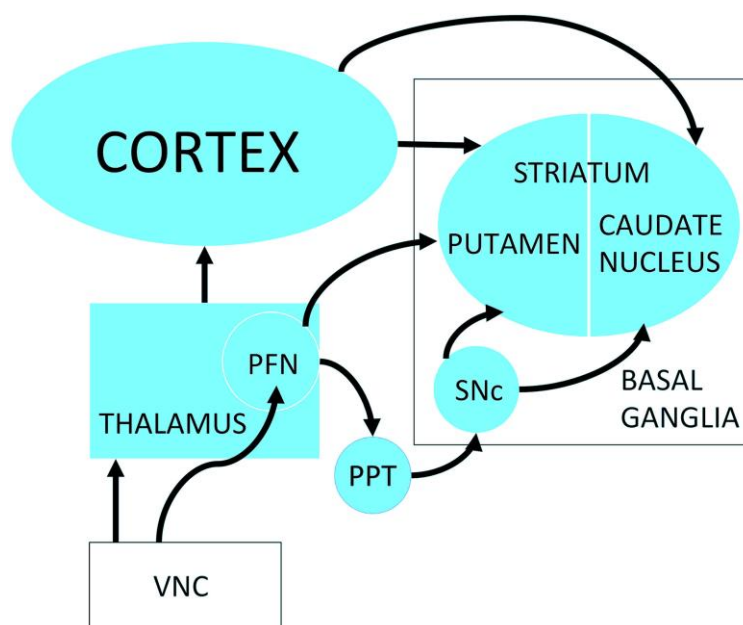 CORTEX
STRIATUM
PUTAMEN
CAUDATE
NUCLEUS
PFN
THALAMUS
SNc
BASAL
GANGLIA
PPT
VNC